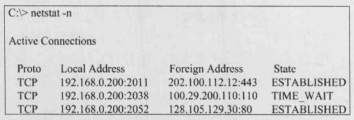 C:\> netstat -n
Active Connections
Proto Local Address Foreign Address State
TCP 192.168.0.200:2011 202.100.112.12:443 ESTABLISHED
TCP 192.168.0.200:2038 100.29.200.110:110 TIME_WAIT
TCP 192.168.0.200:2052 128.105.129.30:80 ESTABLISHED